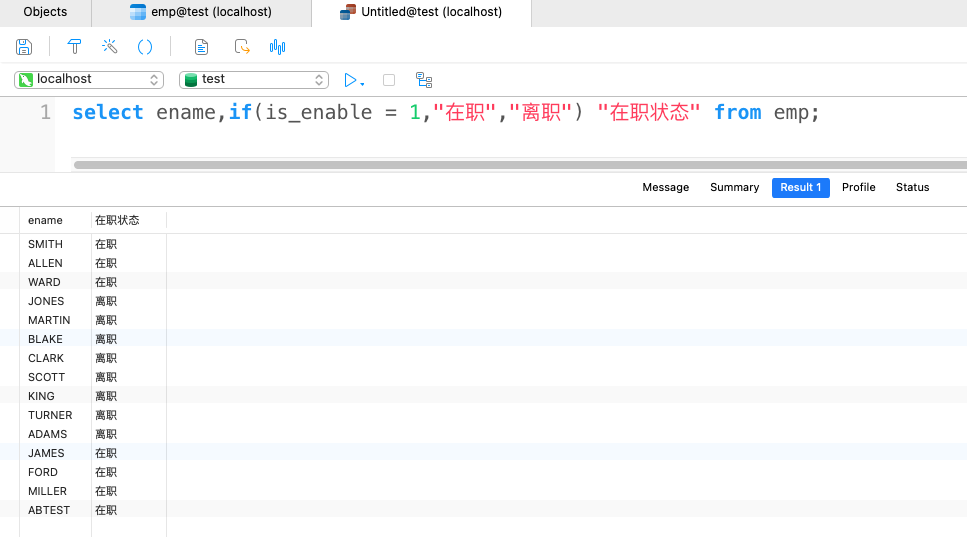 Objects emp@test (localhost) Untitled@test (localhost)
localhost test
1 select ename,if(is_enable = 1,"在职","离职") "在职状态" from emp;
Message Summary Result 1 Profile Status
ename 在职状态
SMITH 在职
ALLEN 在职
WARD 在职
JONES 离职
MARTIN 离职
BLAKE 离职
CLARK 离职
SCOTT 离职
KING 离职
TURNER 离职
ADAMS 离职
JAMES 在职
FORD 在职
MILLER 在职
ABTEST 在职